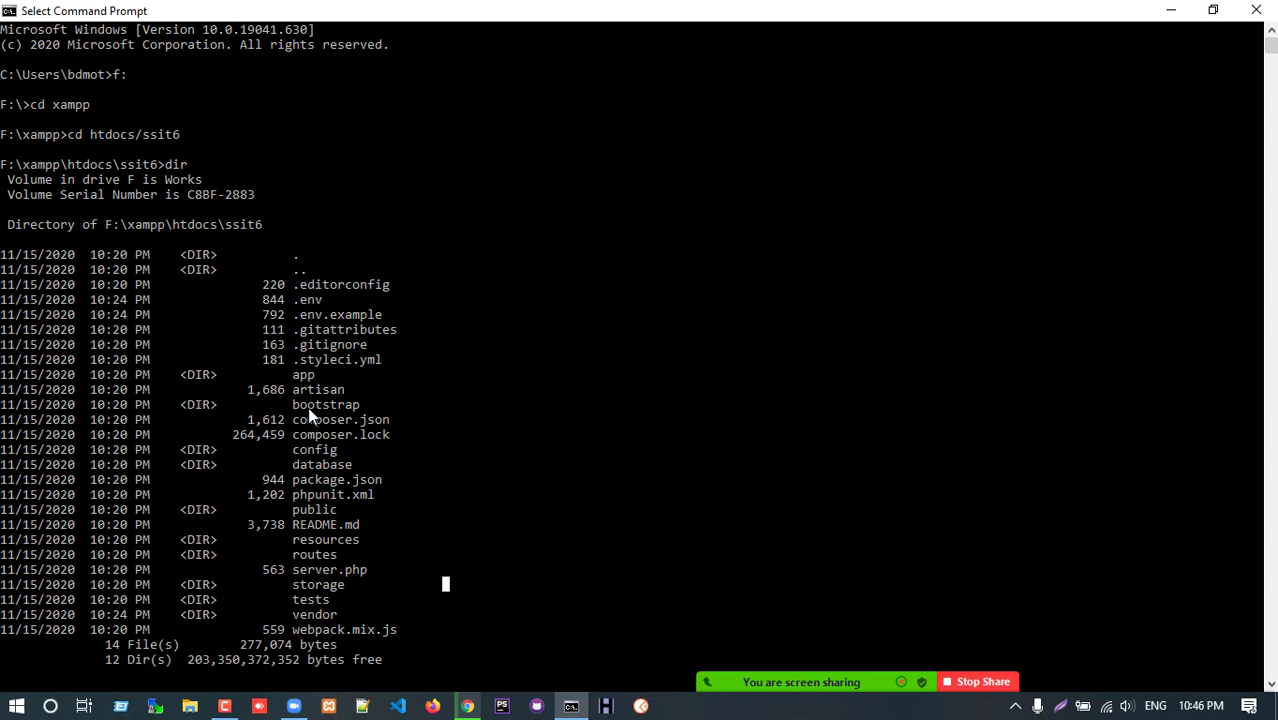 Select Command Prompt
Microsoft Windows [Version 10.0.19041.630]
(c) 2020 Microsoft Corporation. All rights reserved.
C:\Users\bdmot>f:
F:\>cd xampp
F:\xampp>cd htdocs/ssit6
F:\xampp\htdocs\ssit6>dir
Volume in drive F is Works
Volume Serial Number is C8BF-2883
Directory of F:\xampp\htdocs\ssit6
11/15/2020 10:20 PM <DIR> .
11/15/2020 10:20 PM <DIR> ..
11/15/2020 10:20 PM 220 .editorconfig
11/15/2020 10:24 PM 844 .env
11/15/2020 10:24 PM 792 .env.example
11/15/2020 10:20 PM 111 .gitattributes
11/15/2020 10:20 PM 163 .gitignore
11/15/2020 10:20 PM 181 .styleci.yml
11/15/2020 10:20 PM <DIR> app
11/15/2020 10:20 PM 1,686 artisan
11/15/2020 10:20 PM <DIR> bootstrap
11/15/2020 10:20 PM 1,612 composer.json
11/15/2020 10:20 PM 264,459 composer.lock
11/15/2020 10:20 PM <DIR> config
11/15/2020 10:20 PM <DIR> database
11/15/2020 10:20 PM 944 package.json
11/15/2020 10:20 PM 1,202 phpunit.xml
11/15/2020 10:20 PM <DIR> public
11/15/2020 10:20 PM 3,738 README.md
11/15/2020 10:20 PM <DIR> resources
11/15/2020 10:20 PM <DIR> routes
11/15/2020 10:20 PM 563 server.php
11/15/2020 10:20 PM <DIR> storage
11/15/2020 10:20 PM <DIR> tests
11/15/2020 10:24 PM <DIR> vendor
11/15/2020 10:20 PM 559 webpack.mix.js
14 File(s) 277,074 bytes
12 Dir(s) 203,350,372,352 bytes free
You are screen sharing Stop Share
PS ENG 10:46 PM